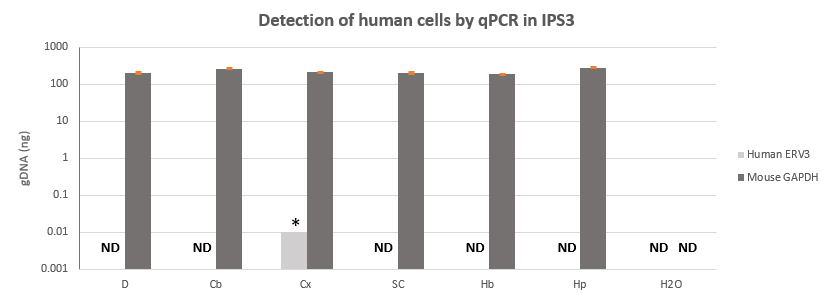 Detection of human cells by qPCR in IPS3
1000
100
10
1
0.1
0.01
0.001
gDNA (ng)
ND ND * ND ND ND ND ND
D Cb Cx SC Hb Hp H2O
Human ERV3
Mouse GAPDH